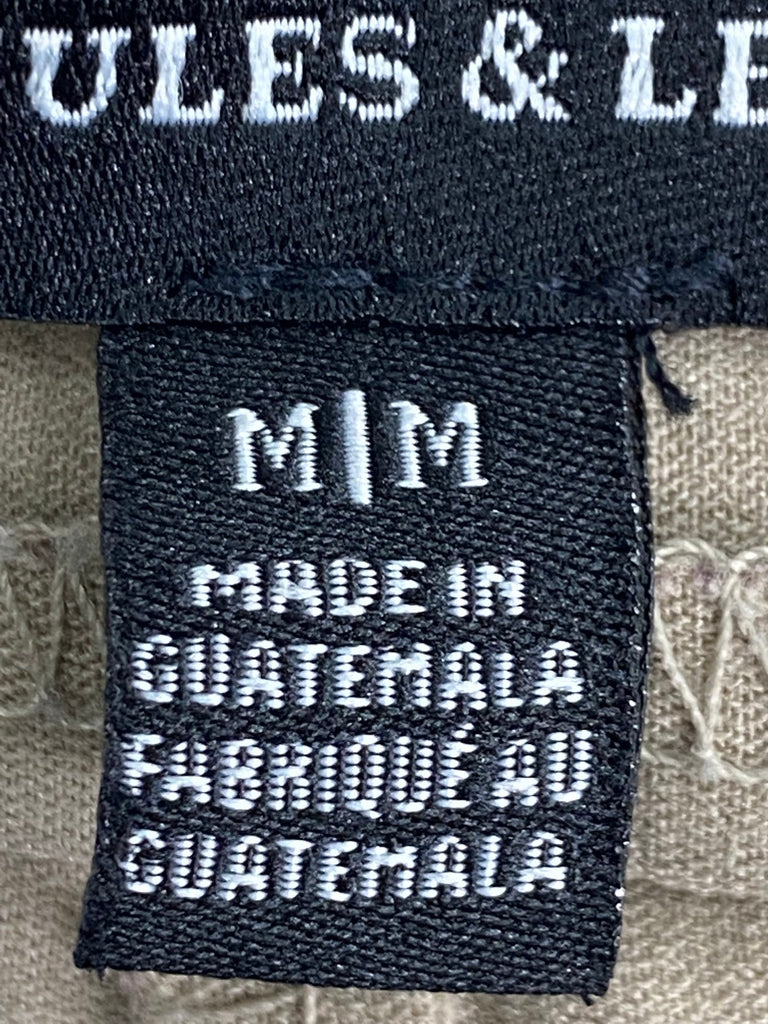 ULES & LE
M|M
MADE IN
GUATEMALA
FABRIQUÉ AU
GUATEMALA